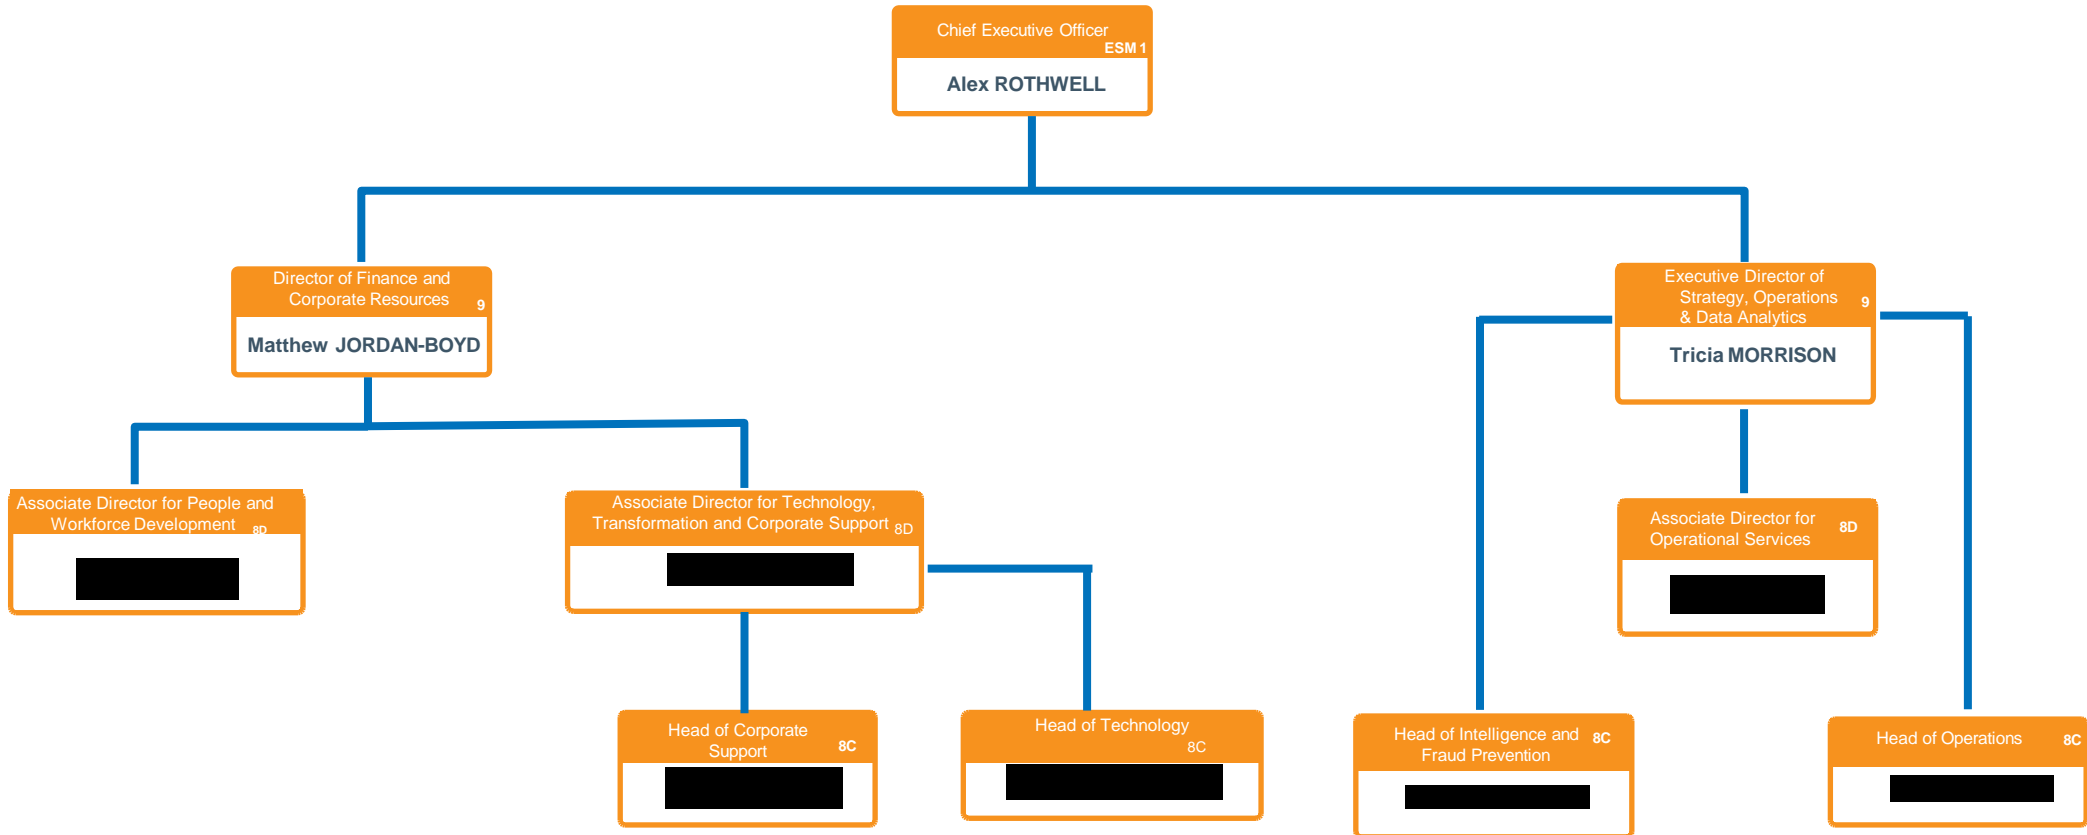 Chief Executive Officer
ESM 1
Alex ROTHWELL
Director of Finance and
Corporate Resources 9
Matthew JORDAN-BOYD
Executive Director of
Strategy, Operations 9
& Data Analytics
Tricia MORRISON
Associate Director for People and
Workforce Development 8D
Associate Director for Technology,
Transformation and Corporate Support 8D
Associate Director for 8D
Operational Services
Head of Corporate
Support 8C
Head of Technology
8C
Head of Intelligence and 8C
Fraud Prevention
Head of Operations 8C